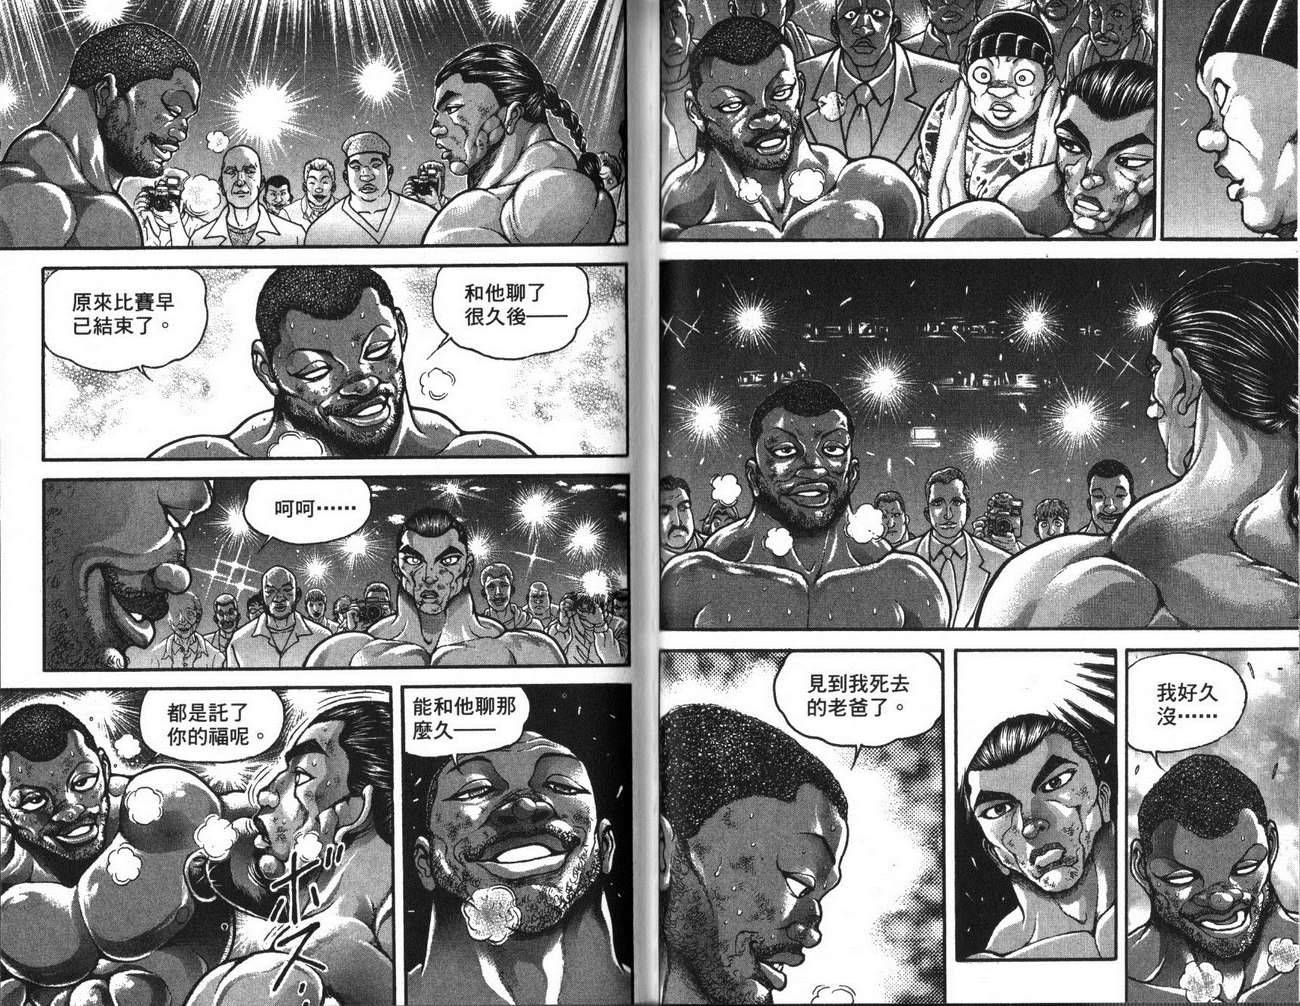 我好久
沒⋯⋯
見到我死去
的老爸了。
和他聊了
很久後——
原來比賽早
已結束了。
呵呵⋯⋯
能和他聊那
麼久——
都是託了
你的福呢。
ボ
ス